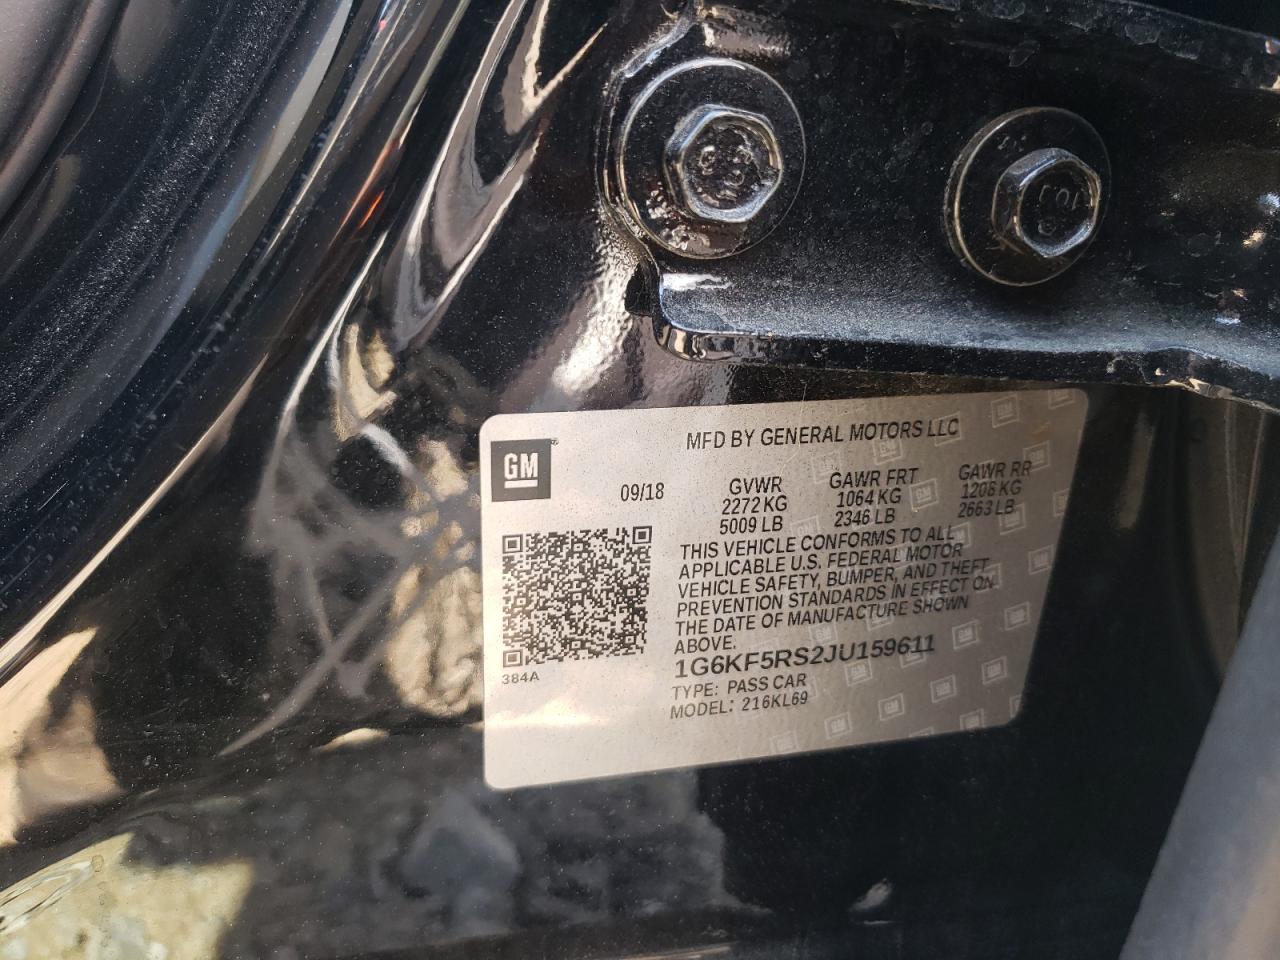 MFD BY GENERAL MOTORS LLC
GM
09/18
GVWR
2272 KG
5009 LB
GAWR FRT
1064 KG
2346 LB
GAWR RR
1208 KG
2663 LB
THIS VEHICLE CONFORMS TO ALL
APPLICABLE U.S. FEDERAL MOTOR
VEHICLE SAFETY, BUMPER, AND THEFT
PREVENTION STANDARDS IN EFFECT ON
THE DATE OF MANUFACTURE SHOWN
ABOVE.
384A
1G6KF5RS2JU159611
TYPE: PASS CAR
MODEL: 216KL69